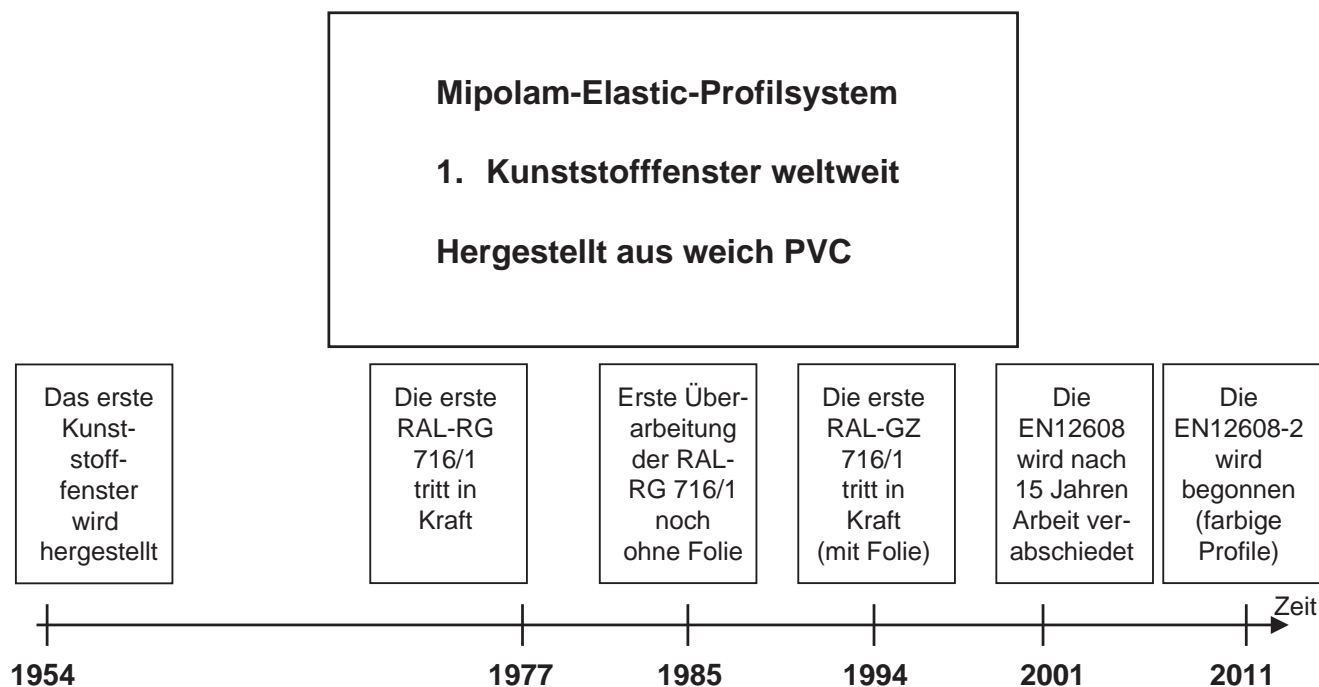 Mipolam-Elastic-Profilsystem
1. Kunststofffenster weltweit
Hergestellt aus weich PVC
Das erste
Kunst-
stoff-
fenster
wird
hergestellt
Die erste
RAL-RG
716/1
tritt in
Kraft
Erste Über-
arbeitung
der RAL-
RG 716/1
noch
ohne Folie
Die erste
RAL-GZ
716/1
tritt in
Kraft
(mit Folie)
Die
EN12608
wird nach
15 Jahren
Arbeit ver-
abschiedet
Die
EN12608-2
wird
begonnen
(farbige
Profile)
Zeit
1954 1977 1985 1994 2001 2011